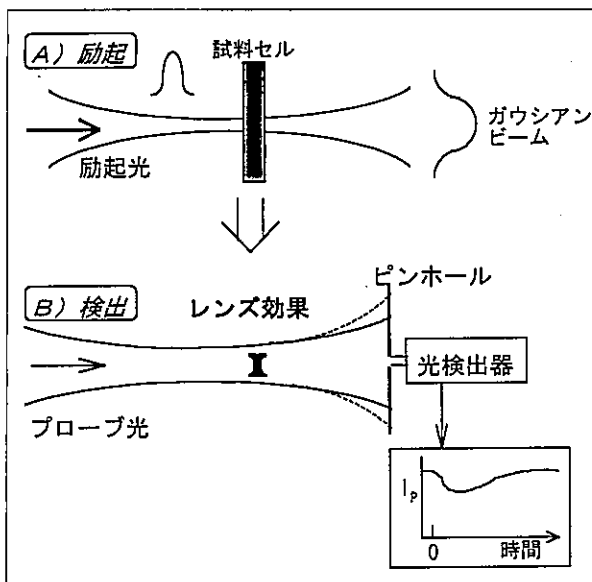 A) 励起
試料セル
励起光
ガウシアン
ビーム
ピンホール
B) 検出
レンズ効果
光検出器
プローブ光
Ip
0
時間